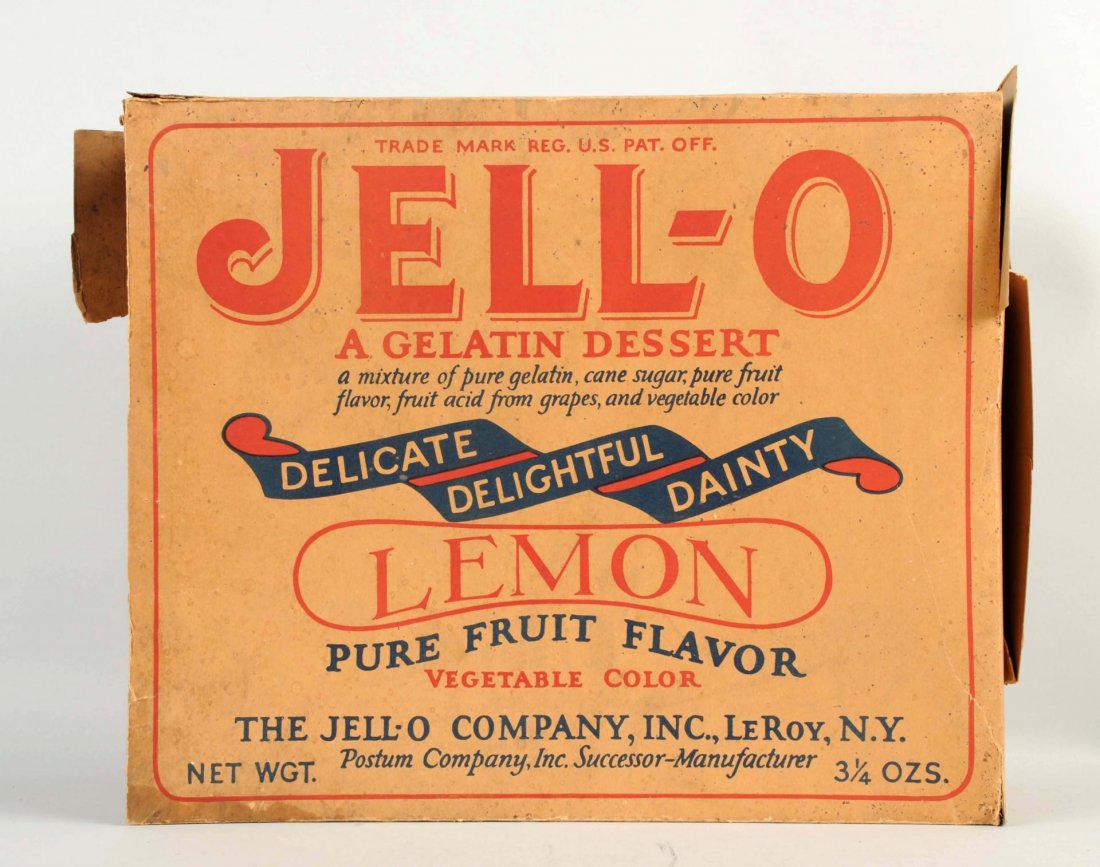 TRADE MARK REG. U.S. PAT. OFF.
JELL-O
A GELATIN DESSERT
a mixture of pure gelatin, cane sugar, pure fruit
flavor, fruit acid from grapes, and vegetable color
DELICATE
DELIGHTFUL
DAINTY
LEMON
PURE FRUIT FLAVOR
VEGETABLE COLOR
THE JELL-O COMPANY, INC., LEROY, N.Y.
Postum Company, Inc. Successor-Manufacturer
NET WGT. 3¼ OZS.